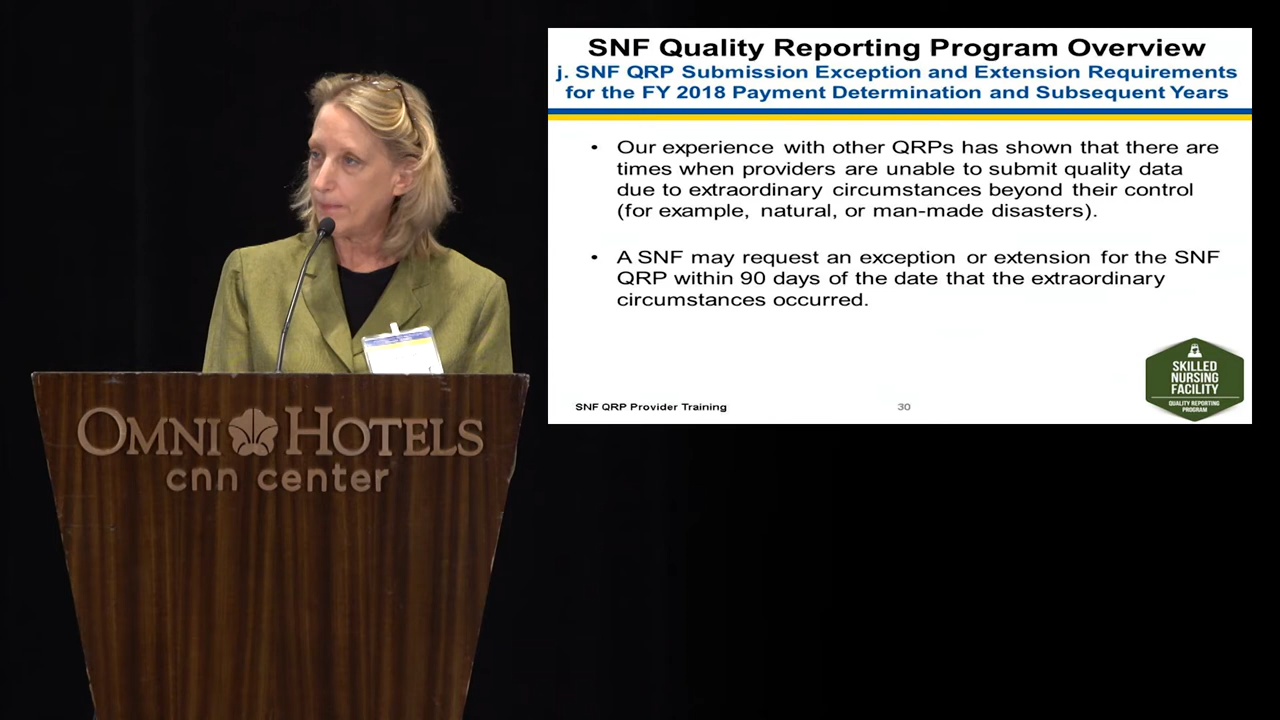 SNF Quality Reporting Program Overview
j. SNF QRP Submission Exception and Extension Requirements
for the FY 2018 Payment Determination and Subsequent Years
• Our experience with other QRPs has shown that there are
times when providers are unable to submit quality data
due to extraordinary circumstances beyond their control
(for example, natural, or man-made disasters).
• A SNF may request an exception or extension for the SNF
QRP within 90 days of the date that the extraordinary
circumstances occurred.
SKILLED
NURSING
FACILITY
QUALITY REPORTING
PROGRAM
SNF QRP Provider Training
30
OMNI HOTELS
cnn center